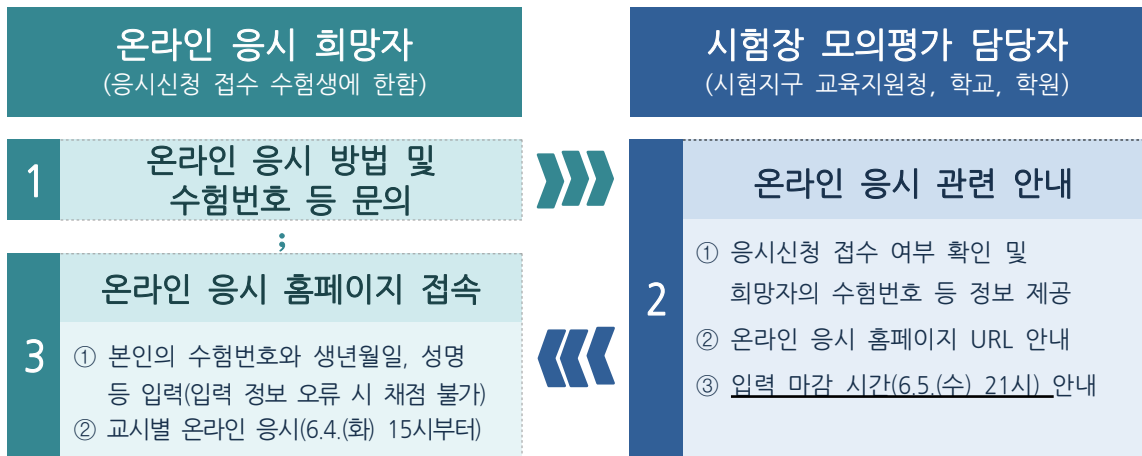 온라인 응시 희망자
(응시신청 접수 수험생에 한함)
시험장 모의평가 담당자
(시험지구 교육지원청, 학교, 학원)
1
온라인 응시 방법 및
수험번호 등 문의
;
2
온라인 응시 관련 안내
① 응시신청 접수 여부 확인 및
희망자의 수험번호 등 정보 제공
② 온라인 응시 홈페이지 URL 안내
③ 입력 마감 시간(6.5.(수) 21시) 안내
3
온라인 응시 홈페이지 접속
① 본인의 수험번호와 생년월일, 성명
등 입력(입력 정보 오류 시 채점 불가)
② 교시별 온라인 응시(6.4.(화) 15시부터)